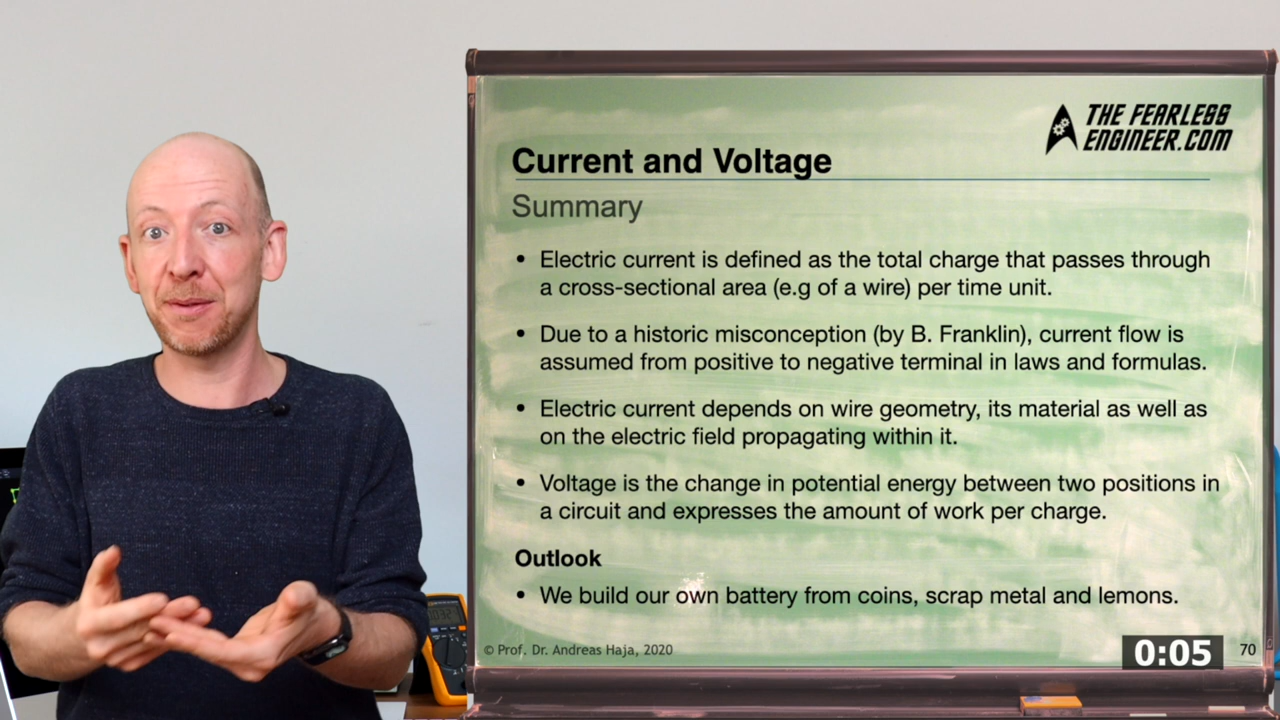 THE FEARLESS
ENGINEER.COM
Current and Voltage
Summary
• Electric current is defined as the total charge that passes through
a cross-sectional area (e.g of a wire) per time unit.
• Due to a historic misconception (by B. Franklin), current flow is
assumed from positive to negative terminal in laws and formulas.
• Electric current depends on wire geometry, its material as well as
on the electric field propagating within it.
• Voltage is the change in potential energy between two positions in
a circuit and expresses the amount of work per charge.
Outlook
• We build our own battery from coins, scrap metal and lemons.
© Prof. Dr. Andreas Haja, 2020
0:05
70